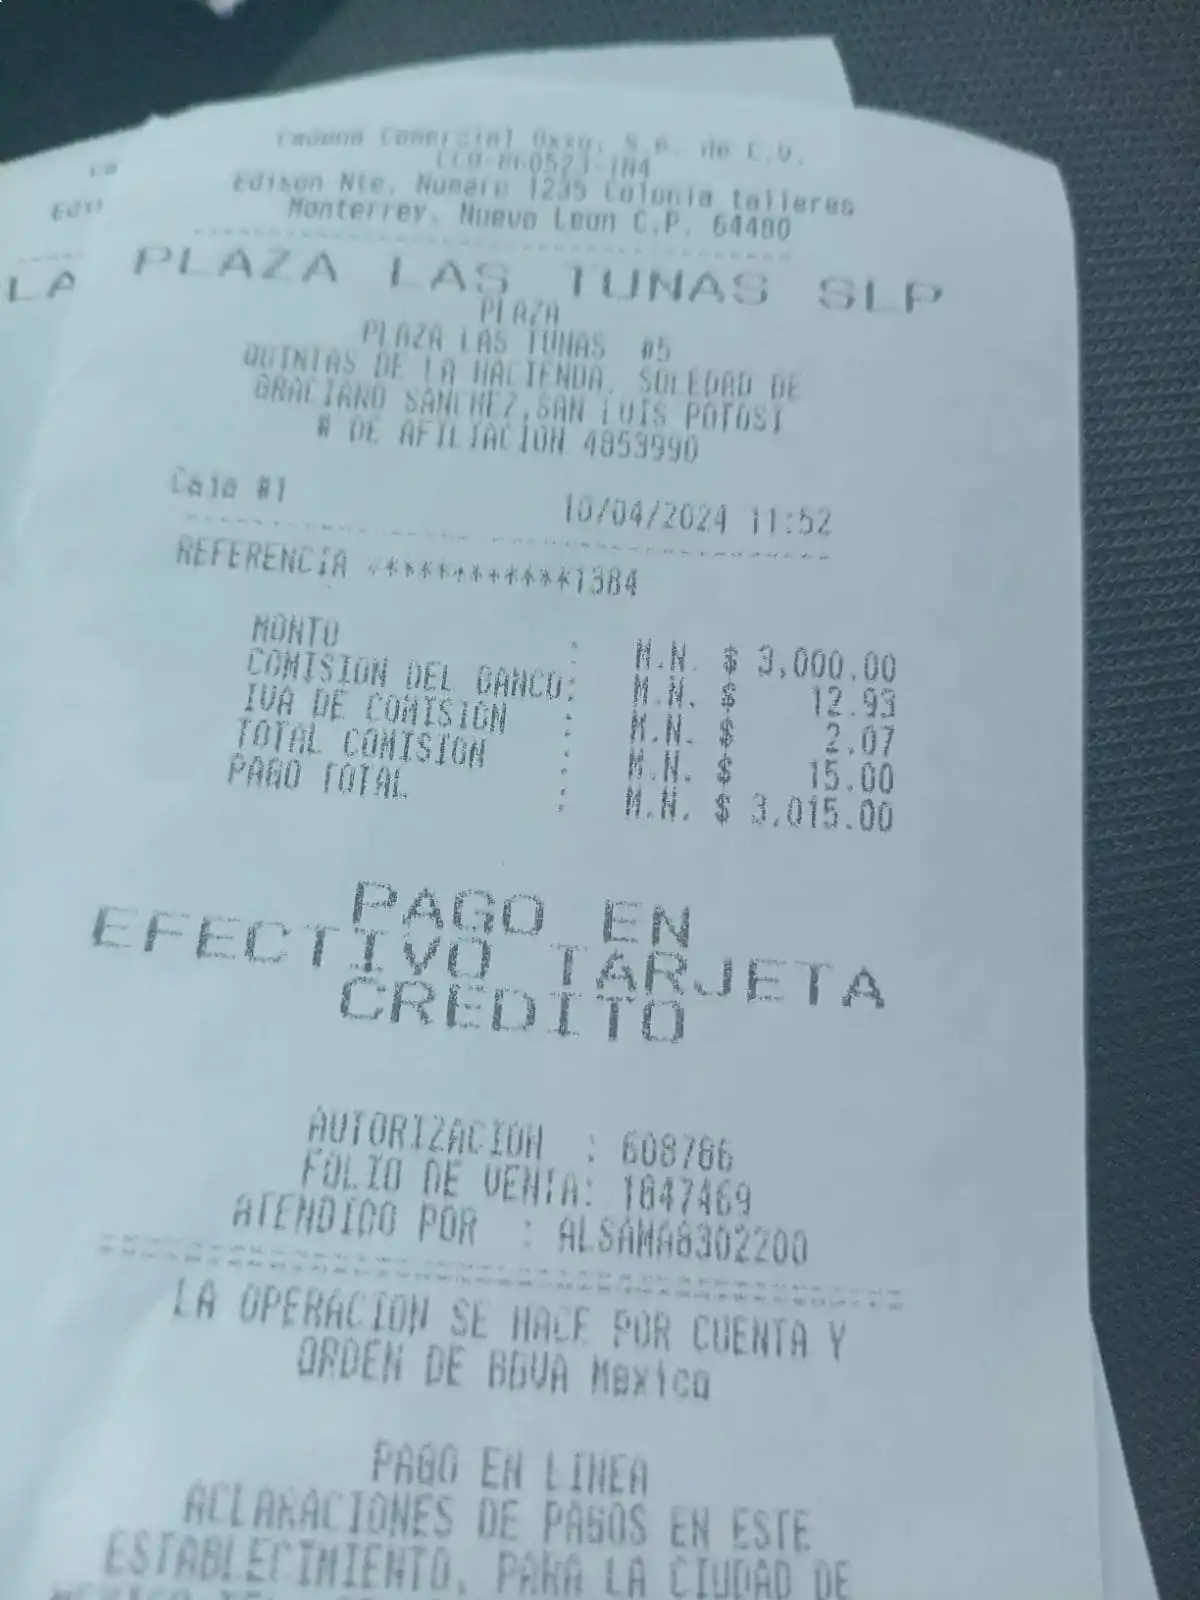 Cadena Comercial Oxxo, S.A. de C.V.
Edison Nte. Numero 1235 Colonia talleres
Monterrey, Nuevo Leon C.P. 64480
PLAZA LAS TUNAS SLP
PLAZA
PLAZA LAS TUNAS #5
QUINTAS DE LA HACIENDA, SOLEDAD DE
GRACIANO SANCHEZ,SAN LUIS POTOSI
# DE AFILIACION 4853990
Caja #1 10/04/2024 11:52
REFERENCIA ************1384
MONTO : M.N. $ 3,000.00
COMISION DEL BANCO: M.N. $ 12.93
IVA DE COMISION : M.N. $ 2.07
TOTAL COMISION : M.N. $ 15.00
PAGO TOTAL : M.N. $ 3,015.00
PAGO EN
EFECTIVO TARJETA
CREDITO
AUTORIZACION : 608786
FOLIO DE VENTA: 1847469
ATENDIDO POR : ALSAMA8302200
LA OPERACION SE HACE POR CUENTA Y
ORDEN DE BBVA Mexico
PAGO EN LINEA
ACLARACIONES DE PAGOS EN ESTE
ESTABLECIMIENTO, PARA LA CIUDAD DE
LA